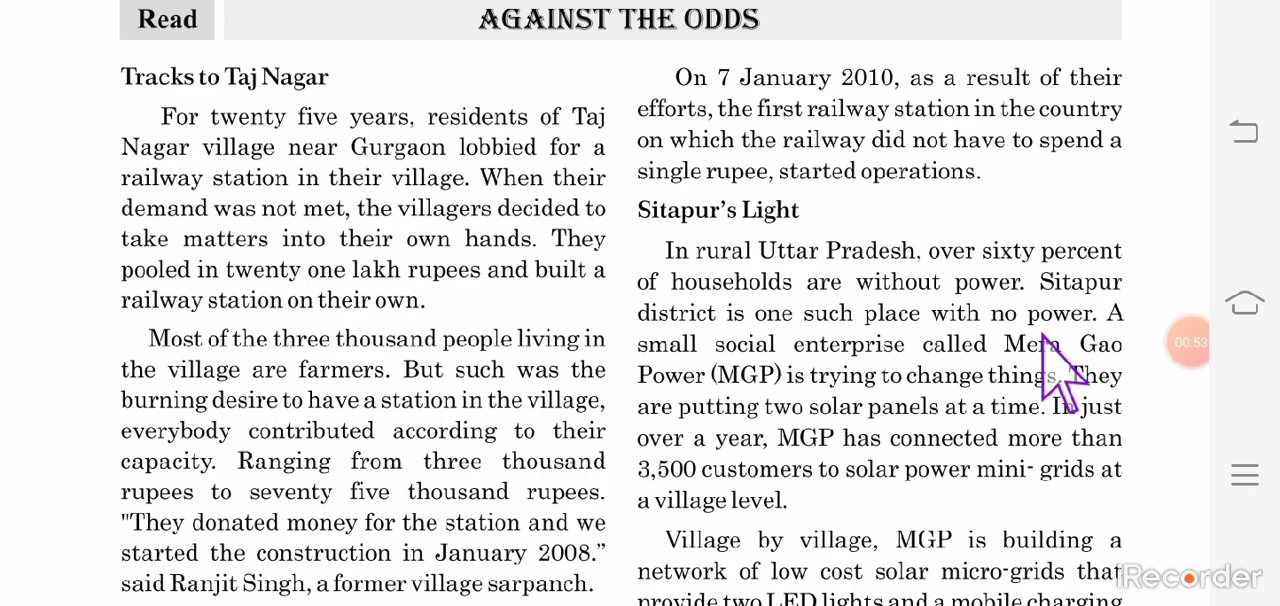 Read
AGAINST THE ODDS
Tracks to Taj Nagar
For twenty five years, residents of Taj
Nagar village near Gurgaon lobbied for a
railway station in their village. When their
demand was not met, the villagers decided to
take matters into their own hands. They
pooled in twenty one lakh rupees and built a
railway station on their own.
Most of the three thousand people living in
the village are farmers. But such was the
burning desire to have a station in the village,
everybody contributed according to their
capacity. Ranging from three thousand
rupees to seventy five thousand rupees.
"They donated money for the station and we
started the construction in January 2008.”
said Ranjit Singh, a former village sarpanch.
On 7 January 2010, as a result of their
efforts, the first railway station in the country
on which the railway did not have to spend a
single rupee, started operations.
Sitapur’s Light
In rural Uttar Pradesh, over sixty percent
of households are without power. Sitapur
district is one such place with no power. A
small social enterprise called Mera Gao
Power (MGP) is trying to change things. They
are putting two solar panels at a time. In just
over a year, MGP has connected more than
3,500 customers to solar power mini- grids at
a village level.
Village by village, MGP is building a
network of low cost solar micro-grids that
provide two LED lights and a mobile charging
00:53
iRecorder